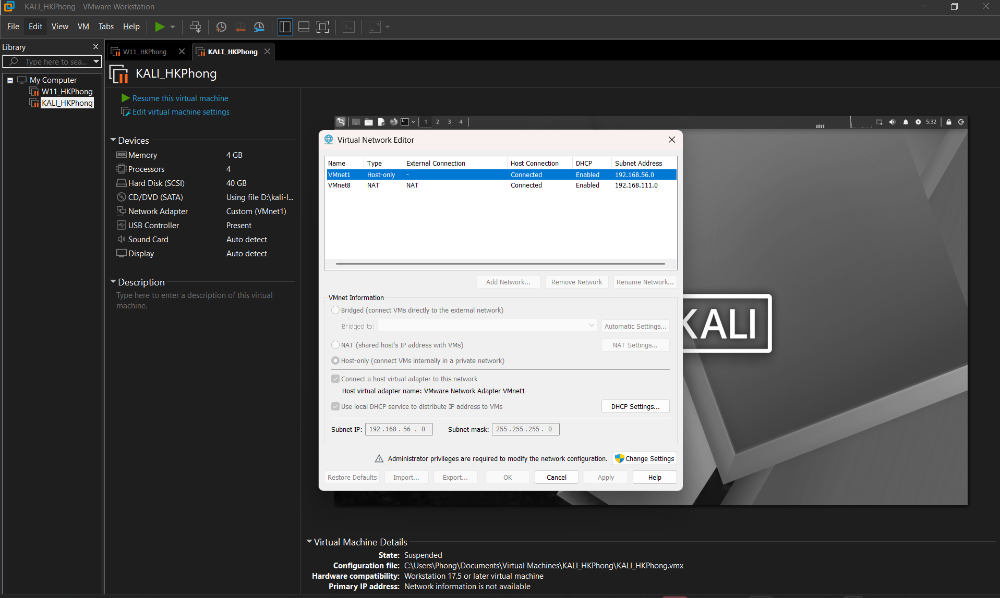 KALI_HKPhong - VMware Workstation
File Edit View VM Tabs Help
Library
Type here to sea...
My Computer
W11_HKPhong
KALI_HKPhong
W11_HKPhong
KALI_HKPhong
KALI_HKPhong
Resume this virtual machine
Edit virtual machine settings
Devices
Memory 4 GB
Processors 4
Hard Disk (SCSI) 40 GB
CD/DVD (SATA) Using file D:\kali-l...
Network Adapter Custom (VMnet1)
USB Controller Present
Sound Card Auto detect
Display Auto detect
Description
Type here to enter a description of this virtual
machine.
1 2 3 4
5:32
Virtual Network Editor
Name Type External Connection Host Connection DHCP Subnet Address
VMnet1 Host-only - Connected Enabled 192.168.56.0
VMnet8 NAT NAT Connected Enabled 192.168.111.0
Add Network... Remove Network Rename Network...
VMnet Information
Bridged (connect VMs directly to the external network)
Bridged to: Automatic Settings...
NAT (shared host's IP address with VMs) NAT Settings...
Host-only (connect VMs internally in a private network)
Connect a host virtual adapter to this network
Host virtual adapter name: VMware Network Adapter VMnet1
Use local DHCP service to distribute IP address to VMs DHCP Settings...
Subnet IP: 192 . 168 . 56 . 0 Subnet mask: 255 . 255 . 255 . 0
Administrator privileges are required to modify the network configuration. Change Settings
Restore Defaults Import... Export... OK Cancel Apply Help
KALI
Virtual Machine Details
State: Suspended
Configuration file: C:\Users\Phong\Documents\Virtual Machines\KALI_HKPhong\KALI_HKPhong.vmx
Hardware compatibility: Workstation 17.5 or later virtual machine
Primary IP address: Network information is not available